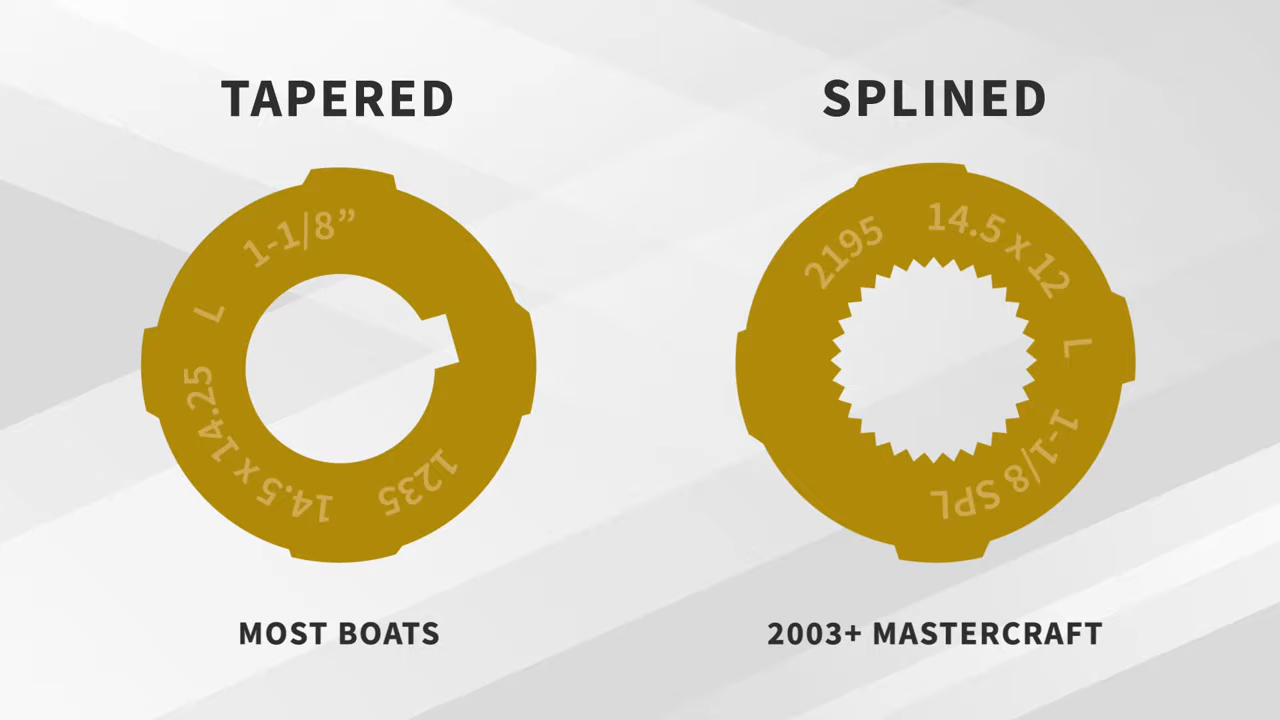 TAPERED
SPLINED
1-1/8”
L
14.5 x 14.25
1235
2195
14.5 x 12
L
1-1/8 SPL
MOST BOATS
2003+ MASTERCRAFT